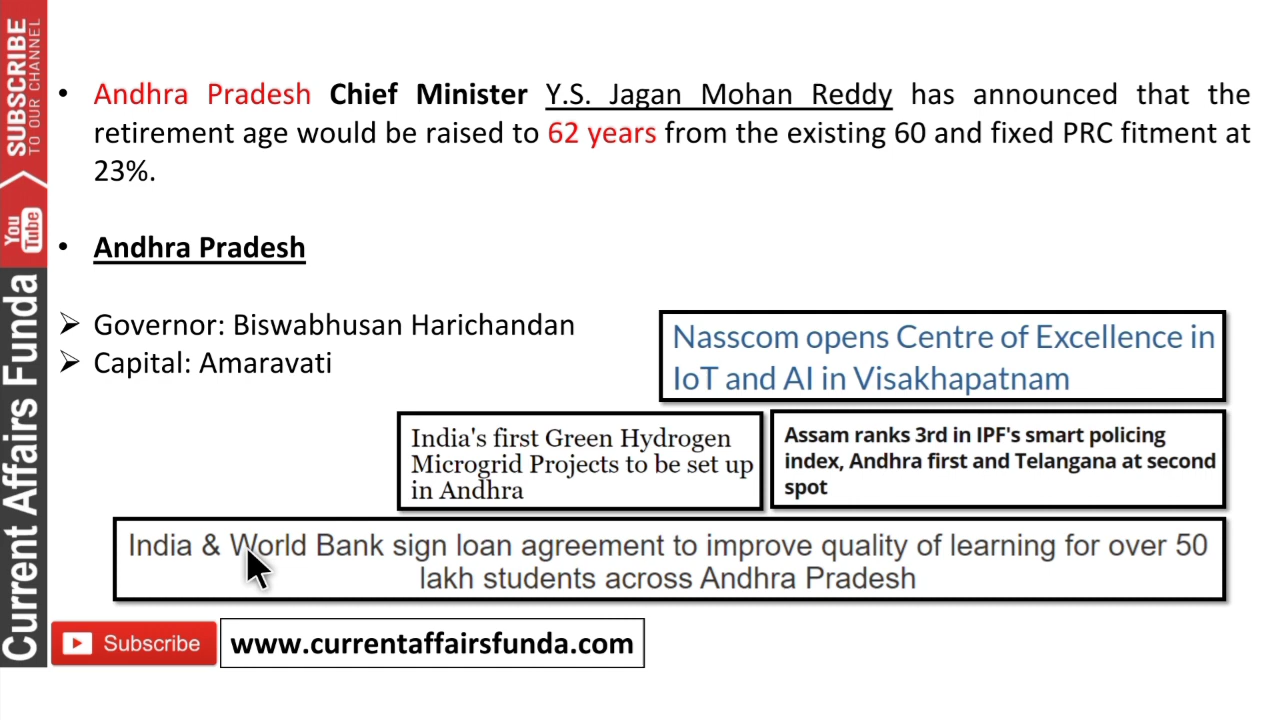 SUBSCRIBE
TO OUR CHANNEL
You
Tube
Current Affairs Funda
• Andhra Pradesh Chief Minister Y.S. Jagan Mohan Reddy has announced that the
retirement age would be raised to 62 years from the existing 60 and fixed PRC fitment at
23%.
• Andhra Pradesh
➢ Governor: Biswabhusan Harichandan
➢ Capital: Amaravati
Nasscom opens Centre of Excellence in
IoT and AI in Visakhapatnam
India's first Green Hydrogen
Microgrid Projects to be set up
in Andhra
Assam ranks 3rd in IPF's smart policing
index, Andhra first and Telangana at second
spot
India & World Bank sign loan agreement to improve quality of learning for over 50
lakh students across Andhra Pradesh
Subscribe
www.currentaffairsfunda.com